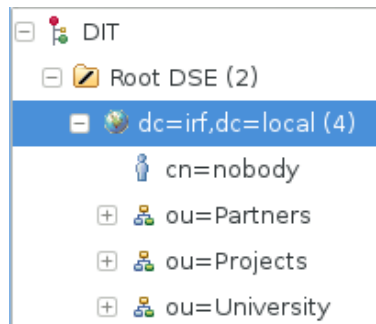 DIT
Root DSE (2)
dc=irf,dc=local (4)
cn=nobody
ou=Partners
ou=Projects
ou=University